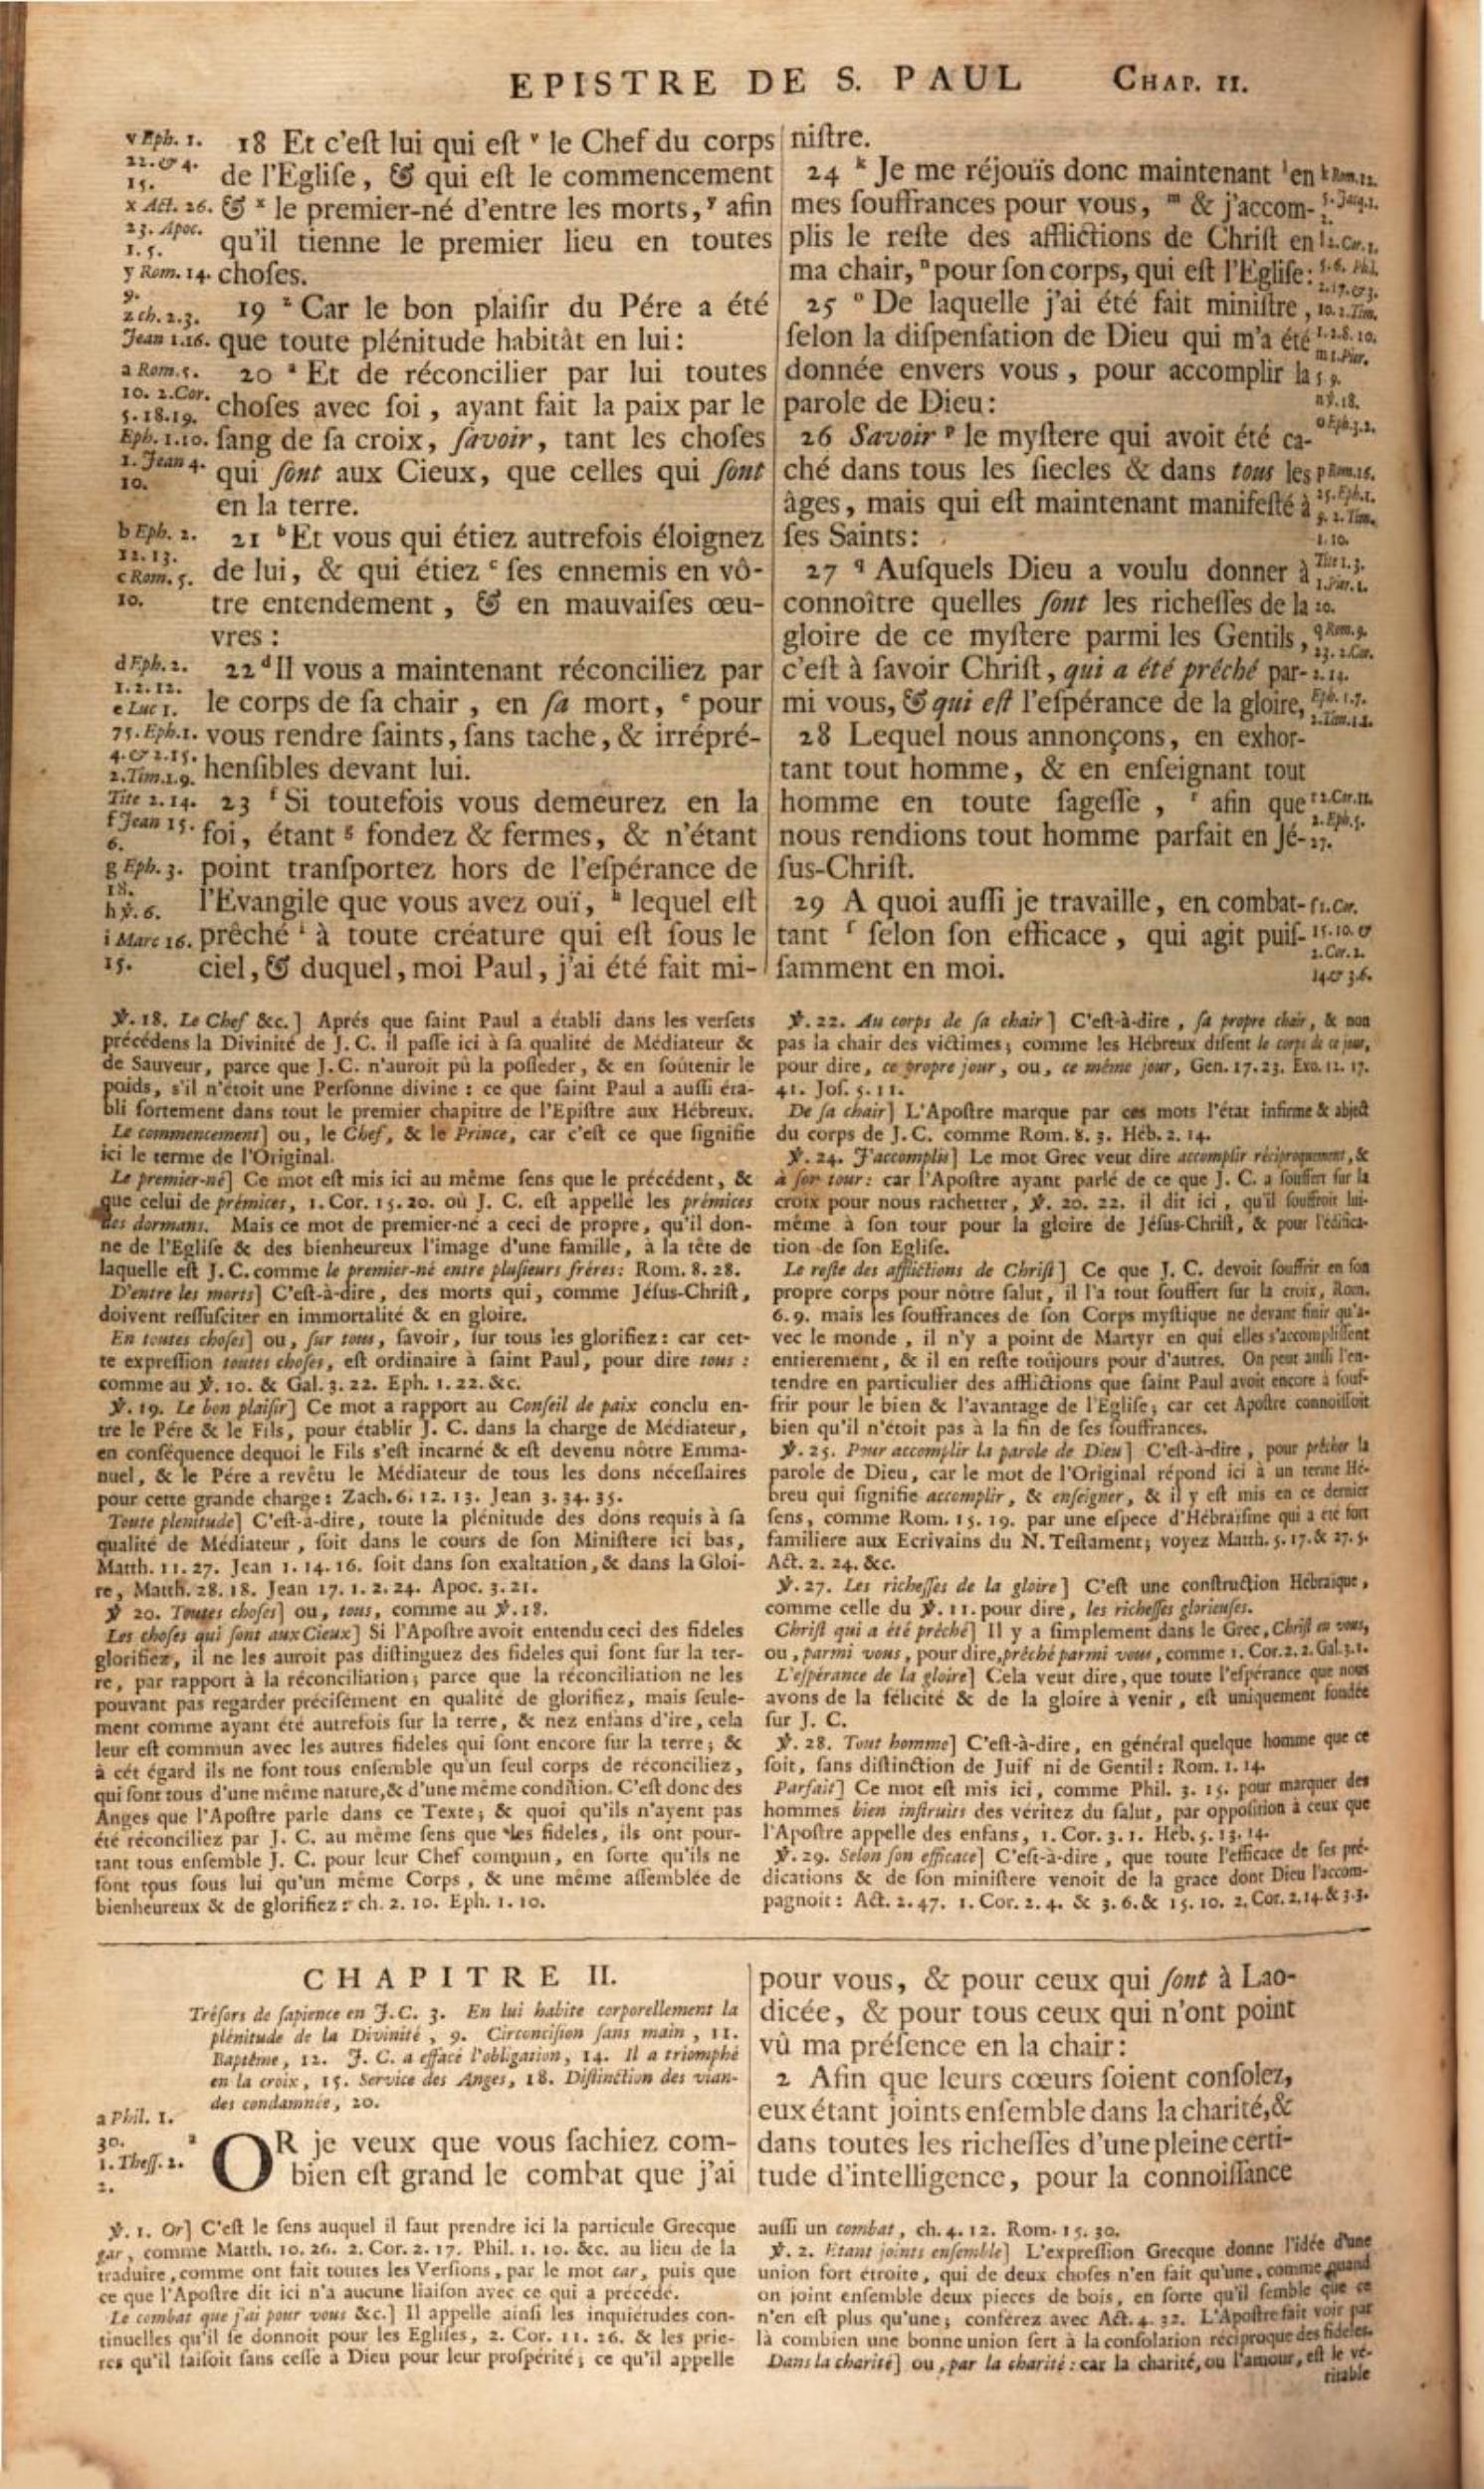 EPISTRE DE S. PAUL CHAP. II.
v Eph. 1.
22. & 4.
15.
x Act. 26.
23. Apoc.
1. 5.
y Rom. 14.
9.
z ch. 2. 3.
Jean 1. 16.
a Rom. 5.
10. 2. Cor.
5. 18. 19.
Eph. 1. 10.
1. Jean 4.
10.
b Eph. 2.
12. 13.
c Rom. 5.
10.
d Eph. 2.
1. 2. 12.
e Luc 1.
75. Eph. 1.
4. & 2. 15.
2. Tim. 1. 9.
Tite 2. 14.
f Jean 15.
6.
g Eph. 3.
18.
h ỳ. 6.
i Marc 16.
15.
18 Et c'eſt lui qui eſt ᵛ le Chef du corps
de l'Egliſe, & qui eſt le commencement
& ˣ le premier-né d'entre les morts, ʸ afin
qu'il tienne le premier lieu en toutes
choſes.
19 ᶻ Car le bon plaiſir du Pére a été
que toute plénitude habitât en lui:
20 ᵃ Et de réconcilier par lui toutes
choſes avec ſoi, ayant fait la paix par le
ſang de ſa croix, ſavoir, tant les choſes
qui ſont aux Cieux, que celles qui ſont
en la terre.
21 ᵇ Et vous qui étiez autrefois éloignez
de lui, & qui étiez ᶜ ſes ennemis en vô-
tre entendement, & en mauvaiſes œu-
vres:
22 ᵈ Il vous a maintenant réconciliez par
le corps de ſa chair, en ſa mort, ᵉ pour
vous rendre ſaints, ſans tache, & irrépré-
henſibles devant lui.
23 ᶠ Si toutefois vous demeurez en la
foi, étant ᵍ fondez & fermes, & n'étant
point tranſportez hors de l'eſpérance de
l'Evangile que vous avez ouï, ʰ lequel eſt
prêché ⁱ à toute créature qui eſt ſous le
ciel, & duquel, moi Paul, j'ai été fait mi-
niſtre.
24 ᵏ Je me réjouïs donc maintenant ˡ en
mes ſouffrances pour vous, ᵐ & j'accom-
plis le reſte des afflictions de Chriſt en
ma chair, ⁿ pour ſon corps, qui eſt l'Egliſe:
25 ᵒ De laquelle j'ai été fait miniſtre,
ſelon la diſpenſation de Dieu qui m'a été
donnée envers vous, pour accomplir la
parole de Dieu:
26 Savoir ᵖ le myſtere qui avoit été ca-
ché dans tous les ſiecles & dans tous les
âges, mais qui eſt maintenant manifeſté à
ſes Saints:
27 q Auſquels Dieu a voulu donner à
connoître quelles ſont les richeſſes de la
gloire de ce myſtere parmi les Gentils,
c'eſt à ſavoir Chriſt, qui a été prêché par-
mi vous, & qui eſt l'eſpérance de la gloire,
28 Lequel nous annonçons, en exhor-
tant tout homme, & en enſeignant tout
homme en toute ſageſſe, ʳ afin que
nous rendions tout homme parfait en Jé-
ſus-Chriſt.
29 A quoi auſſi je travaille, en combat-
tant ſ ſelon ſon efficace, qui agit puiſ-
ſamment en moi.
k Rom. 12.
n ỳ. 18.
o Eph. 3. 2.
p Rom. 16.
25. Eph. 1.
9. 2. Tim.
1. 10.
Tite 1. 3.
1. Pier. 1.
20.
q Rom. 9.
23. 2. Cor.
2. 14.
Eph. 1. 7.
r 2. Cor. 11.
2. Eph. 5.
27.
ſ 1. Cor.
15. 10. &
2. Cor. 2.
14. & 3. 6.
ỳ. 18. Le Chef &c.] Aprés que ſaint Paul a établi dans les verſets
précédens la Divinité de J. C. il paſſe ici à ſa qualité de Médiateur &
de Sauveur, parce que J. C. n'auroit pû la poſſeder, & en ſoûtenir le
poids, s'il n'étoit une Perſonne divine: ce que ſaint Paul a auſſi éta-
bli fortement dans tout le premier chapitre de l'Epiſtre aux Hébreux.
Le commencement] ou, le Chef, & le Prince, car c'eſt ce que ſignifie
ici le terme de l'Original.
Le premier-né] Ce mot eſt mis ici au même ſens que le précédent, &
que celui de prémices, 1. Cor. 15. 20. où J. C. eſt appellé les prémices
des dormans. Mais ce mot de premier-né a ceci de propre, qu'il don-
ne de l'Egliſe & des bienheureux l'image d'une famille, à la tête de
laquelle eſt J. C. comme le premier-né entre pluſieurs fréres: Rom. 8. 28.
D'entre les morts] C'eſt-à-dire, des morts qui, comme Jéſus-Chriſt,
doivent reſſuſciter en immortalité & en gloire.
En toutes choſes] ou, ſur tous, ſavoir, ſur tous les glorifiez: car cet-
te expreſſion toutes choſes, eſt ordinaire à ſaint Paul, pour dire tous:
comme au ỳ. 10. & Gal. 3. 22. Eph. 1. 22. &c.
ỳ. 19. Le bon plaiſir] Ce mot a rapport au Conſeil de paix conclu en-
tre le Pére & le Fils, pour établir J. C. dans la charge de Médiateur,
en conſéquence dequoi le Fils s'eſt incarné & eſt devenu nôtre Emma-
nuel, & le Pére a revêtu le Médiateur de tous les dons néceſſaires
pour cette grande charge: Zach. 6. 12. 13. Jean 3. 34. 35.
Toute plenitude] C'eſt-à-dire, toute la plénitude des dons requis à ſa
qualité de Médiateur, ſoit dans le cours de ſon Miniſtere ici bas,
Matth. 11. 27. Jean 1. 14. 16. ſoit dans ſon exaltation, & dans la Gloi-
re, Matth. 28. 18. Jean 17. 1. 2. 24. Apoc. 3. 21.
ỳ 20. Toutes choſes] ou, tous, comme au ỳ. 18.
Les choſes qui ſont aux Cieux] Si l'Apoſtre avoit entendu ceci des fideles
glorifiez, il ne les auroit pas diſtinguez des fideles qui ſont ſur la ter-
re, par rapport à la réconciliation; parce que la réconciliation ne les
pouvant pas regarder préciſément en qualité de glorifiez, mais ſeule-
ment comme ayant été autrefois ſur la terre, & nez enfans d'ire, cela
leur eſt commun avec les autres fideles qui ſont encore ſur la terre; &
à cét égard ils ne font tous enſemble qu'un ſeul corps de réconciliez,
qui ſont tous d'une même nature, & d'une même condition. C'eſt donc des
Anges que l'Apoſtre parle dans ce Texte; & quoi qu'ils n'ayent pas
été réconciliez par J. C. au même ſens que les fideles, ils ont pour-
tant tous enſemble J. C. pour leur Chef commun, en ſorte qu'ils ne
ſont tous ſous lui qu'un même Corps, & une même aſſemblée de
bienheureux & de glorifiez: ch. 2. 10. Eph. 1. 10.
ỳ. 22. Au corps de ſa chair] C'eſt-à-dire, ſa propre chair, & non
pas la chair des victimes; comme les Hébreux diſent le corps de ce jour,
pour dire, ce propre jour, ou, ce même jour, Gen. 17. 23. Exo. 12. 17.
41. Joſ. 5. 11.
De ſa chair] L'Apoſtre marque par ces mots l'état infirme & abject
du corps de J. C. comme Rom. 8. 3. Héb. 2. 14.
ỳ. 24. J'accomplis] Le mot Grec veut dire accomplir réciproquement, &
à ſon tour: car l'Apoſtre ayant parlé de ce que J. C. a ſouffert ſur la
croix pour nous rachetter, ỳ. 20. 22. il dit ici, qu'il ſouffroit lui-
même à ſon tour pour la gloire de Jéſus-Chriſt, & pour l'édifica-
tion de ſon Egliſe.
Le reſte des afflictions de Chriſt] Ce que J. C. devoit ſouffrir en ſon
propre corps pour nôtre ſalut, il l'a tout ſouffert ſur la croix, Rom.
6. 9. mais les ſouffrances de ſon Corps myſtique ne devant finir qu'a-
vec le monde, il n'y a point de Martyr en qui elles s'accompliſſent
entierement, & il en reſte toûjours pour d'autres. On peut auſſi l'en-
tendre en particulier des afflictions que ſaint Paul avoit encore à ſouf-
frir pour le bien & l'avantage de l'Egliſe; car cet Apoſtre connoiſſoit
bien qu'il n'étoit pas à la fin de ſes ſouffrances.
ỳ. 25. Pour accomplir la parole de Dieu] C'eſt-à-dire, pour prêcher la
parole de Dieu, car le mot de l'Original répond ici à un terme Hé-
breu qui ſignifie accomplir, & enſeigner, & il y eſt mis en ce dernier
ſens, comme Rom. 15. 19. par une eſpece d'Hébraïſme qui a été fort
familiere aux Ecrivains du N. Teſtament; voyez Matth. 5. 17. & 27. 5.
Act. 2. 24. &c.
ỳ. 27. Les richeſſes de la gloire] C'eſt une conſtruction Hébraïque,
comme celle du ỳ. 11. pour dire, les richeſſes glorieuſes.
Chriſt qui a été prêché] Il y a ſimplement dans le Grec, Chriſt en vous,
ou, parmi vous, pour dire, prêché parmi vous, comme 1. Cor. 2. 2. Gal. 3. 1.
L'eſpérance de la gloire] Cela veut dire, que toute l'eſpérance que nous
avons de la félicité & de la gloire à venir, eſt uniquement fondée
ſur J. C.
ỳ. 28. Tout homme] C'eſt-à-dire, en général quelque homme que ce
ſoit, ſans diſtinction de Juif ni de Gentil: Rom. 1. 14.
Parfait] Ce mot eſt mis ici, comme Phil. 3. 15. pour marquer des
hommes bien inſtruits des véritez du ſalut, par oppoſition à ceux que
l'Apoſtre appelle des enfans, 1. Cor. 3. 1. Héb. 5. 13. 14.
ỳ. 29. Selon ſon efficace] C'eſt-à-dire, que toute l'efficace de ſes pré-
dications & de ſon miniſtere venoit de la grace dont Dieu l'accom-
pagnoit: Act. 2. 47. 1. Cor. 2. 4. & 3. 6. & 15. 10. 2. Cor. 2. 14. & 3. 3.
CHAPITRE II.
Tréſors de ſapience en J. C. 3. En lui habite corporellement la
plénitude de la Divinité, 9. Circonciſion ſans main, 11.
Baptême, 12. J. C. a effacé l'obligation, 14. Il a triomphé
en la croix, 15. Service des Anges, 18. Diſtinction des vian-
des condamnée, 20.
a Phil. 1.
30.
1. Theſſ. 2.
2.
ᵃ OR je veux que vous ſachiez com-
bien eſt grand le combat que j'ai
pour vous, & pour ceux qui ſont à Lao-
dicée, & pour tous ceux qui n'ont point
vû ma préſence en la chair:
2 Afin que leurs cœurs ſoient conſolez,
eux étant joints enſemble dans la charité, &
dans toutes les richeſſes d'une pleine certi-
tude d'intelligence, pour la connoiſſance
ỳ. 1. Or] C'eſt le ſens auquel il faut prendre ici la particule Grecque
gar, comme Matth. 10. 26. 2. Cor. 2. 17. Phil. 1. 10. &c. au lieu de la
traduire, comme ont fait toutes les Verſions, par le mot car, puis que
ce que l'Apoſtre dit ici n'a aucune liaiſon avec ce qui a précédé.
Le combat que j'ai pour vous &c.] Il appelle ainſi les inquiétudes con-
tinuelles qu'il ſe donnoit pour les Egliſes, 2. Cor. 11. 26. & les prie-
res qu'il faiſoit ſans ceſſe à Dieu pour leur proſpérité; ce qu'il appelle
auſſi un combat, ch. 4. 12. Rom. 15. 30.
ỳ. 2. Etant joints enſemble] L'expreſſion Grecque donne l'idée d'une
union fort étroite, qui de deux choſes n'en fait qu'une, comme quand
on joint enſemble deux pieces de bois, en ſorte qu'il ſemble que ce
n'en eſt plus qu'une; conférez avec Act. 4. 32. L'Apoſtre fait voir par
là combien une bonne union ſert à la conſolation réciproque des fideles.
Dans la charité] ou, par la charité: car la charité, ou l'amour, eſt le vé-
ritable